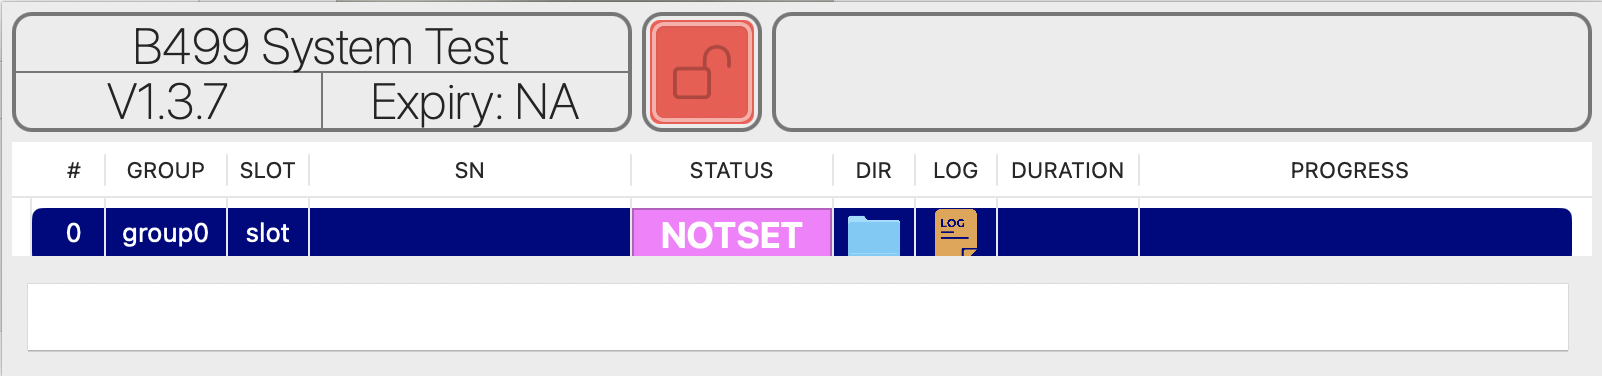 B499 System Test
V1.3.7 Expiry: NA
# GROUP SLOT SN STATUS DIR LOG DURATION PROGRESS
0 group0 slot NOTSET LOG